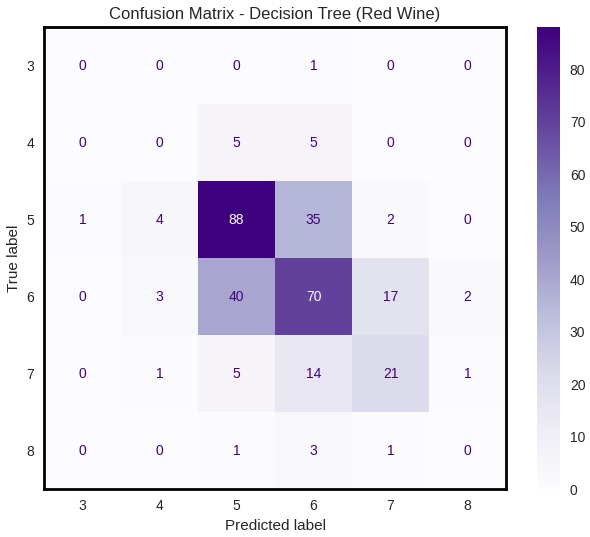 Confusion Matrix - Decision Tree (Red Wine)
3 0 0 0 1 0 0
4 0 0 5 5 0 0
5 1 4 88 35 2 0
6 0 3 40 70 17 2
7 0 1 5 14 21 1
8 0 0 1 3 1 0
3 4 5 6 7 8
Predicted label
True label
80
70
60
50
40
30
20
10
0